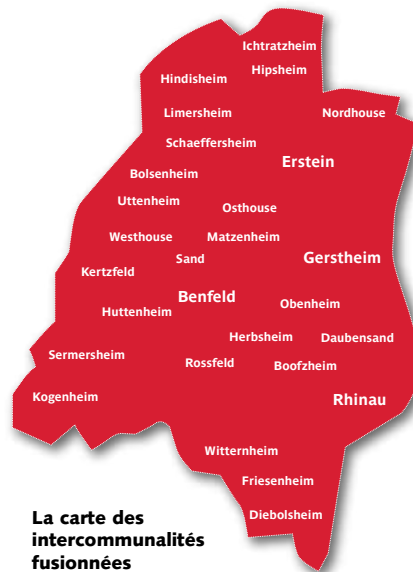 Ichtratzheim
Hipsheim
Hindisheim
Limersheim
Nordhouse
Schaeffersheim
Erstein
Bolsenheim
Uttenheim
Osthouse
Westhouse
Matzenheim
Sand
Gerstheim
Kertzfeld
Benfeld
Obenheim
Huttenheim
Herbsheim
Daubensand
Sermersheim
Rossfeld
Boofzheim
Kogenheim
Rhinau
Witternheim
Friesenheim
Diebolsheim
La carte des
intercommunalités
fusionnées